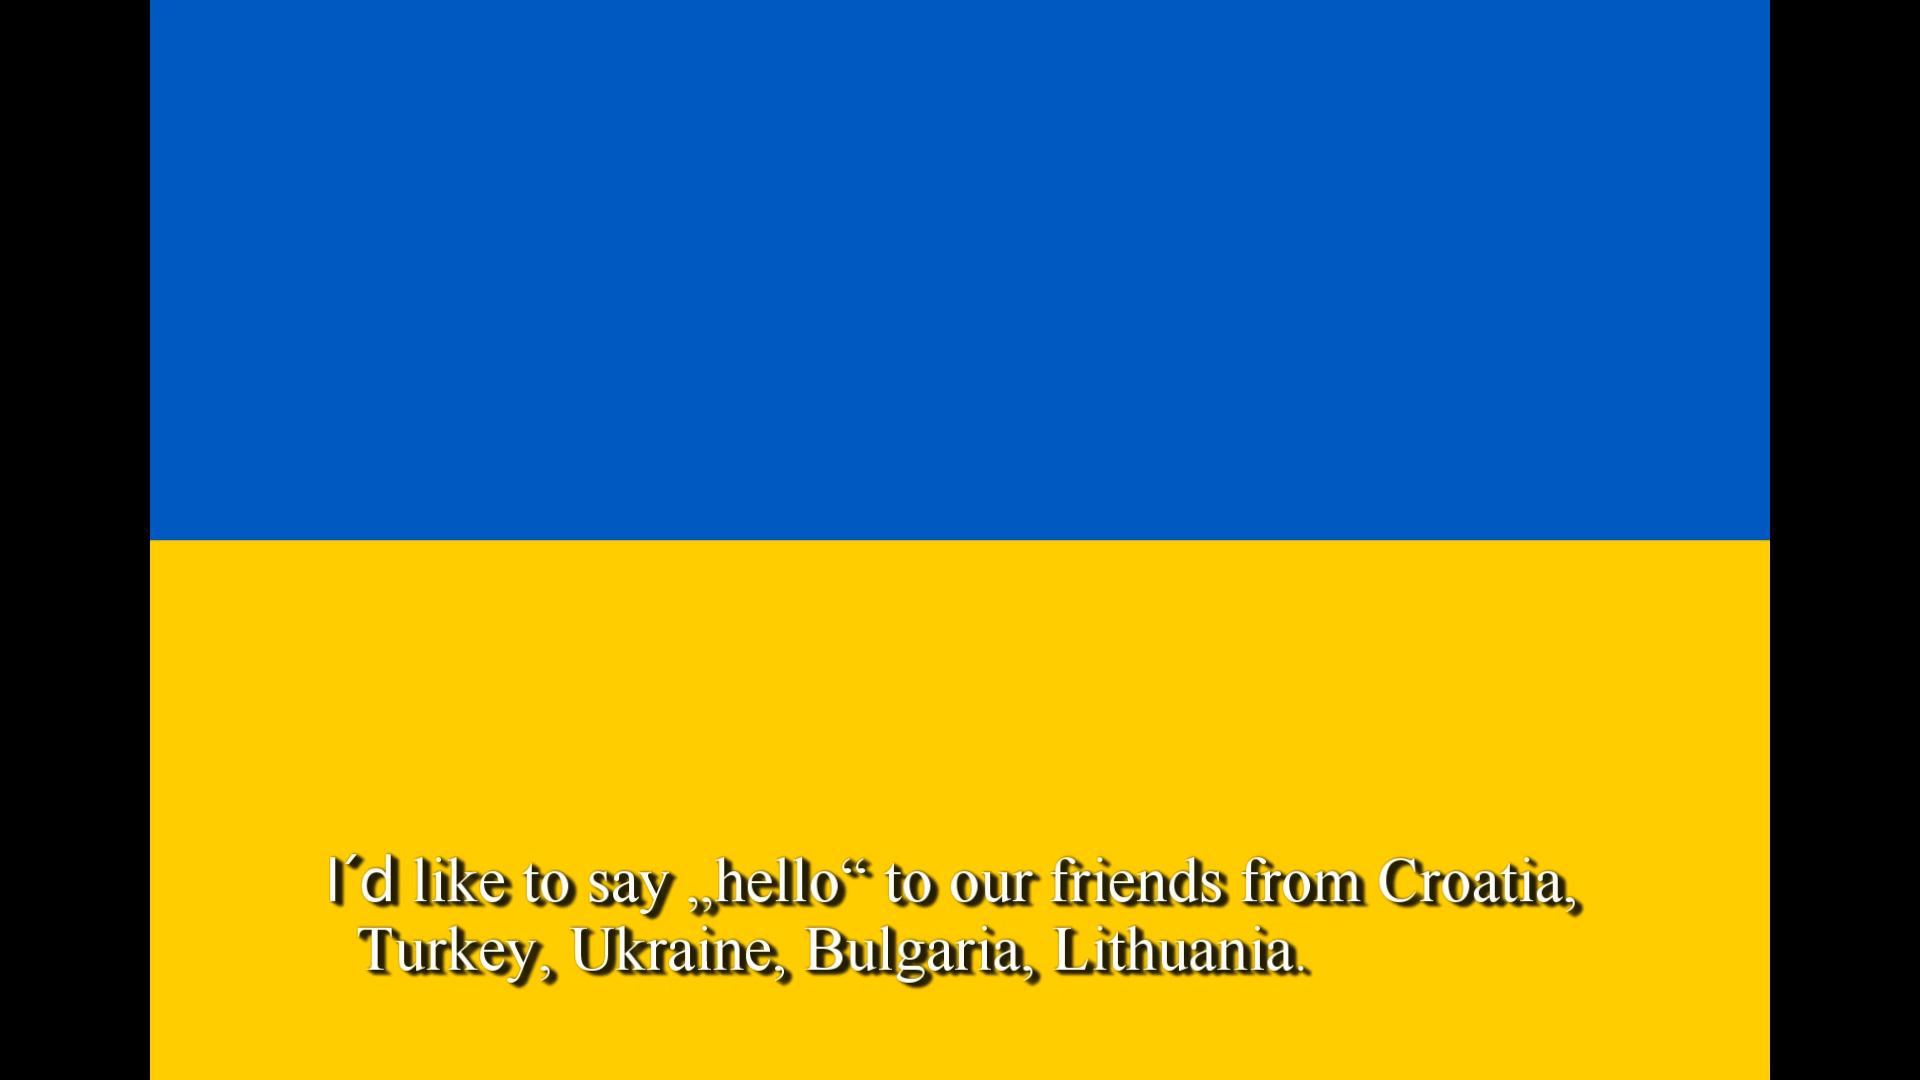 I´d like to say „hello“ to our friends from Croatia,
Turkey, Ukraine, Bulgaria, Lithuania.